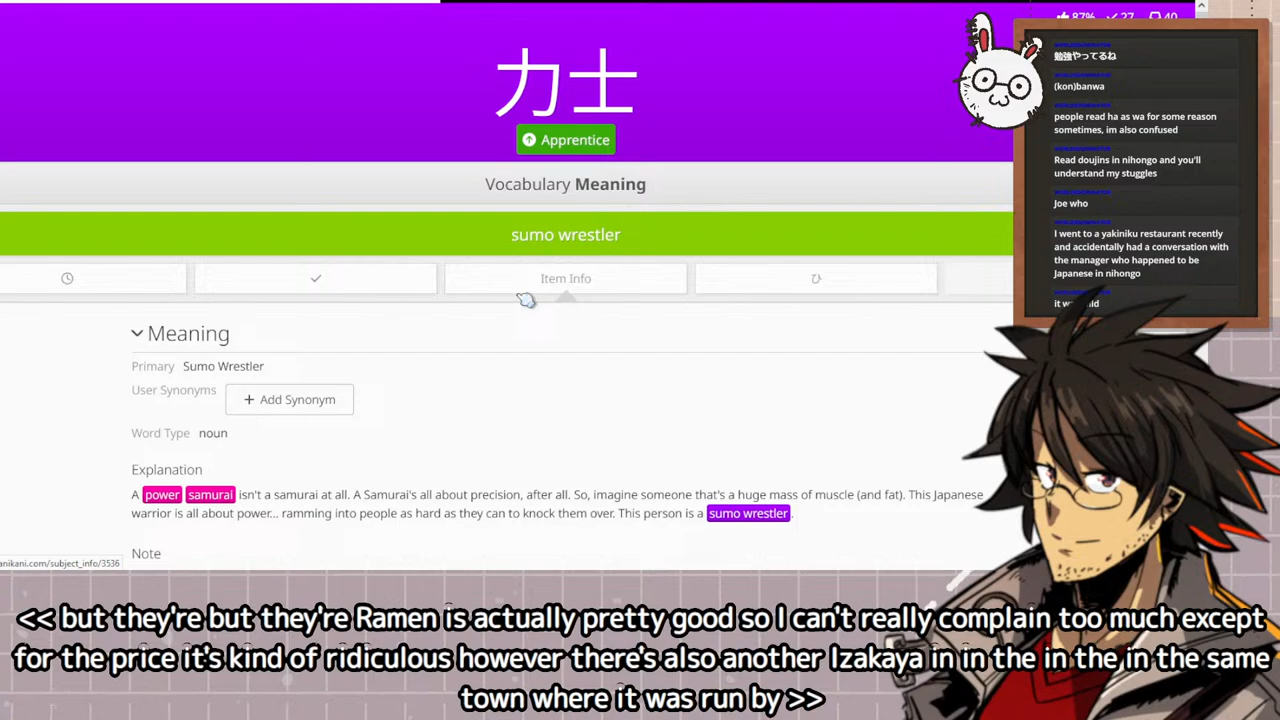 87% 27 40
力士
Apprentice
Vocabulary Meaning
sumo wrestler
Item Info
ひ
Meaning
Primary Sumo Wrestler
User Synonyms
+ Add Synonym
Word Type noun
Explanation
A power samurai isn't a samurai at all. A Samurai's all about precision, after all. So, imagine someone that's a huge mass of muscle (and fat). This Japanese
warrior is all about power... ramming into people as hard as they can to knock them over. This person is a sumo wrestler.
Note
anikani.com/subject_info/3536
勉強やってるね
(kon)banwa
people read ha as wa for some reason
sometimes, im also confused
Read doujins in nihongo and you'll
understand my stuggles
Joe who
I went to a yakiniku restaurant recently
and accidentally had a conversation with
the manager who happened to be
Japanese in nihongo
<< but they're but they're Ramen is actually pretty good so I can't really complain too much except
for the price it's kind of ridiculous however there's also another Izakaya in in the in the in the same
town where it was run by >>